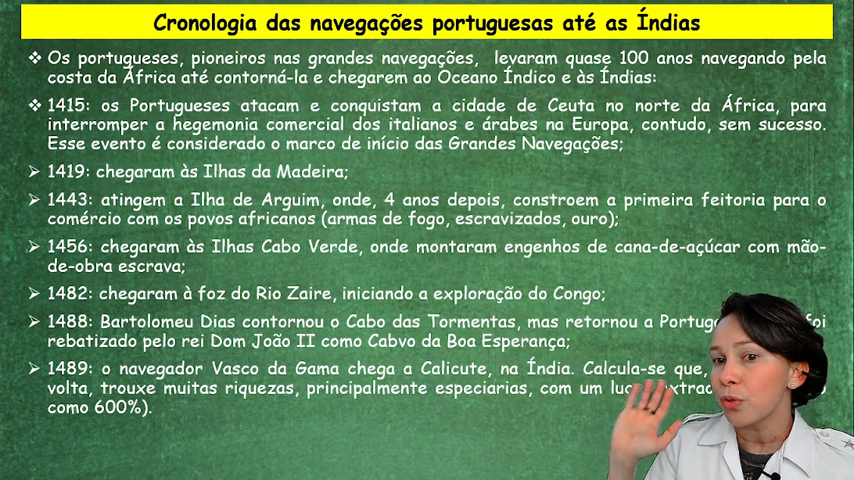 Cronologia das navegações portuguesas até as Índias
❖ Os portugueses, pioneiros nas grandes navegações, levaram quase 100 anos navegando pela
costa da África até contorná-la e chegarem ao Oceano Índico e às Índias:
❖ 1415: os Portugueses atacam e conquistam a cidade de Ceuta no norte da África, para
interromper a hegemonia comercial dos italianos e árabes na Europa, contudo, sem sucesso.
Esse evento é considerado o marco de início das Grandes Navegações;
➢ 1419: chegaram às Ilhas da Madeira;
➢ 1443: atingem a Ilha de Arguim, onde, 4 anos depois, constroem a primeira feitoria para o
comércio com os povos africanos (armas de fogo, escravizados, ouro);
➢ 1456: chegaram às Ilhas Cabo Verde, onde montaram engenhos de cana-de-açúcar com mão-
de-obra escrava;
➢ 1482: chegaram à foz do Rio Zaire, iniciando a exploração do Congo;
➢ 1488: Bartolomeu Dias contornou o Cabo das Tormentas, mas retornou a foi
rebatizado pelo rei Dom João II como Cabvo da Boa Esperança;
➢ 1489: o navegador Vasco da Gama chega a Calicute, na Índia. Calcula-se que,
volta, trouxe muitas riquezas, principalmente especiarias, com um
como 600%).